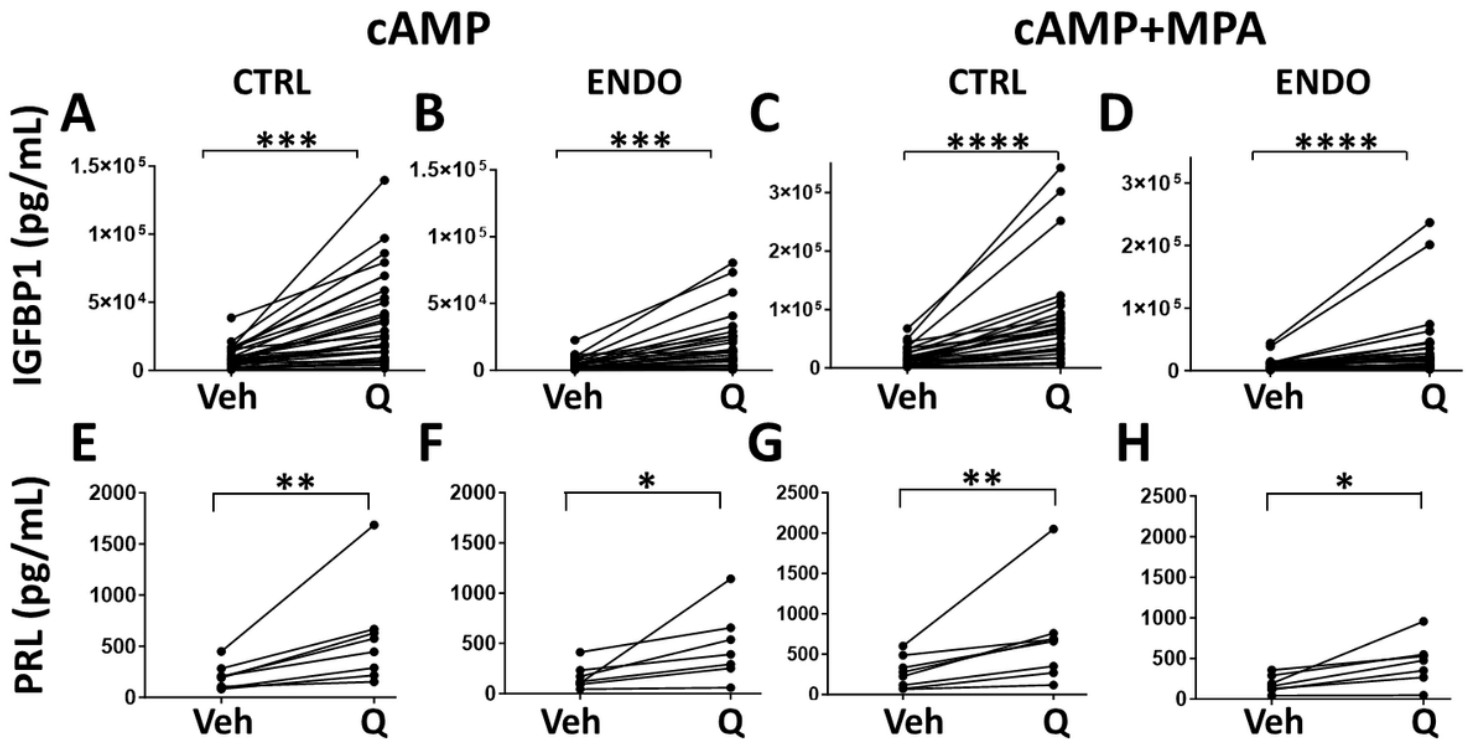 cAMP cAMP+MPA
CTRL ENDO CTRL ENDO
A B C D
IGFBP1 (pg/mL)
*** *** **** ****
1.5×10⁵
1×10⁵
5×10⁴
0
Veh Q
1.5×10⁵
1×10⁵
5×10⁴
0
Veh Q
3×10⁵
2×10⁵
1×10⁵
0
Veh Q
3×10⁵
2×10⁵
1×10⁵
0
Veh Q
E F G H
PRL (pg/mL)
** * ** *
2000
1500
1000
500
0
Veh Q
2000
1500
1000
500
0
Veh Q
2500
2000
1500
1000
500
0
Veh Q
2500
2000
1500
1000
500
0
Veh Q